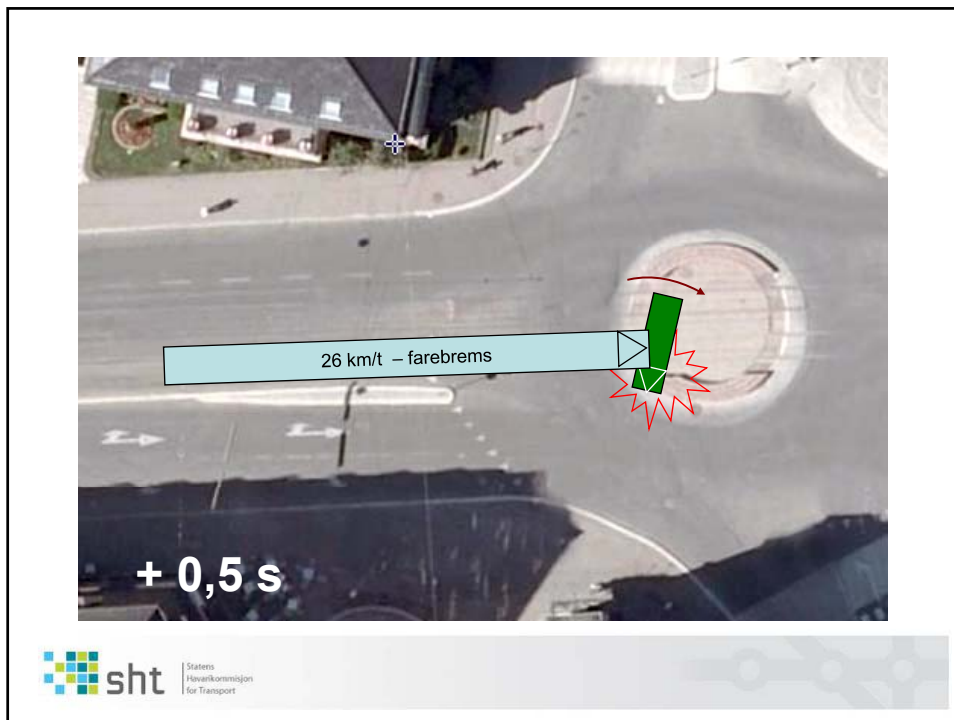 26 km/t – farebrems
+ 0,5 s
sht
Statens
Havarikommisjon
for Transport